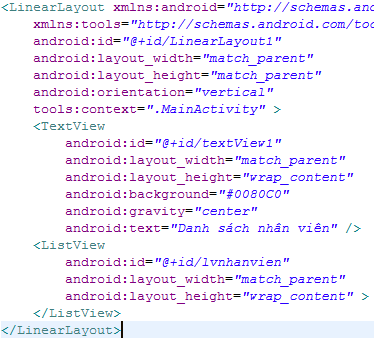 <LinearLayout xmlns:android="http://schemas.and
xmlns:tools="http://schemas.android.com/too
android:id="@+id/LinearLayout1"
android:layout_width="match_parent"
android:layout_height="match_parent"
android:orientation="vertical"
tools:context=".MainActivity" >
<TextView
android:id="@+id/textView1"
android:layout_width="match_parent"
android:layout_height="wrap_content"
android:background="#0080C0"
android:gravity="center"
android:text="Danh sách nhân viên" />
<ListView
android:id="@+id/lvnhanvien"
android:layout_width="match_parent"
android:layout_height="wrap_content" >
</ListView>
</LinearLayout>